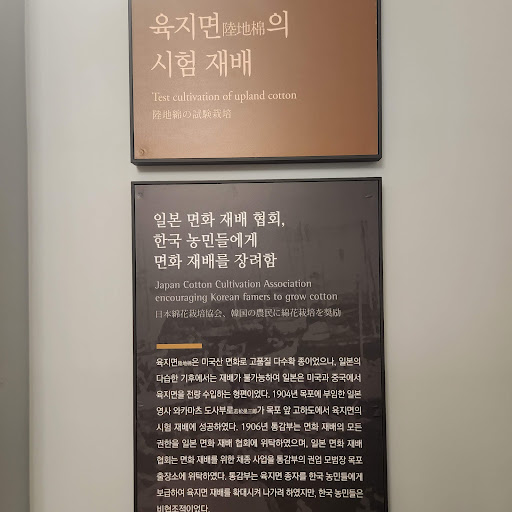 육지면陸地棉의
시험 재배
Test cultivation of upland cotton
陸地綿の試験栽培
일본 면화 재배 협회,
한국 농민들에게
면화 재배를 장려함
Japan Cotton Cultivation Association
encouraging Korean famers to grow cotton
日本綿花栽培協会、韓国の農民に綿花栽培を奨励
육지면陸地棉은 미국산 면화로 고품질 다수확 종이었으나, 일본의
다습한 기후에서는 재배가 불가능하여 일본은 미국과 중국에서
육지면을 전량 수입하는 형편이었다. 1904년 목포에 부임한 일본
영사 와카마츠 도사부로若松兎三郞가 목포 앞 고하도에서 육지면의
시험 재배에 성공하였다. 1906년 통감부는 면화 재배의 모든
권한을 일본 면화 재배 협회에 위탁하였으며, 일본 면화 재배
협회는 면화 재배를 위한 채종 사업을 통감부의 권업 모범장 목포
출장소에 위탁하였다. 통감부는 육지면 종자를 한국 농민들에게
보급하여 육지면 재배를 확대시켜 나가려 하였지만, 한국 농민들은
비협조적이었다.